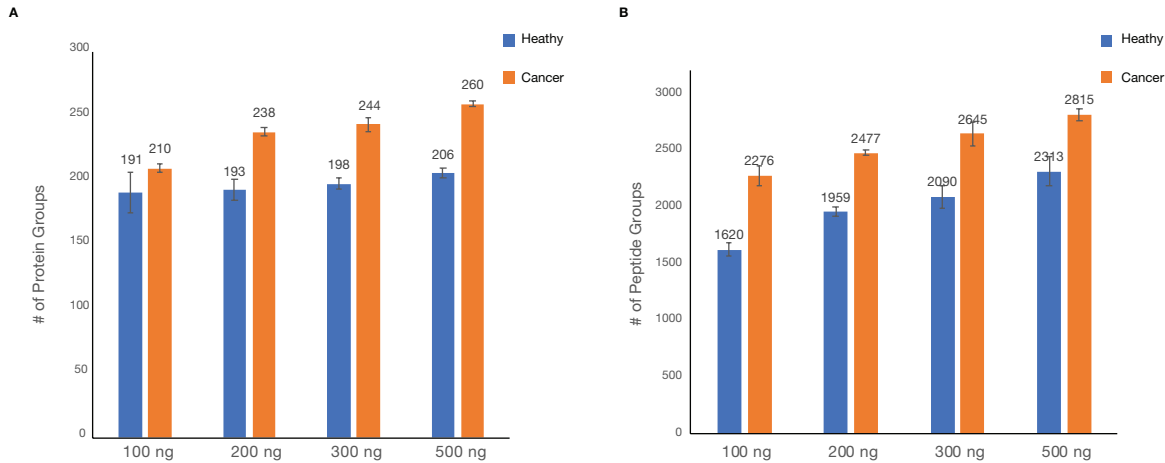 A
Heathy
Cancer
# of Protein Groups
300
250
200
150
100
50
0
191
210
193
238
198
244
206
260
100 ng
200 ng
300 ng
500 ng
B
Heathy
Cancer
# of Peptide Groups
3000
2500
2000
1500
1000
500
0
1620
2276
1959
2477
2090
2645
2313
2815
100 ng
200 ng
300 ng
500 ng